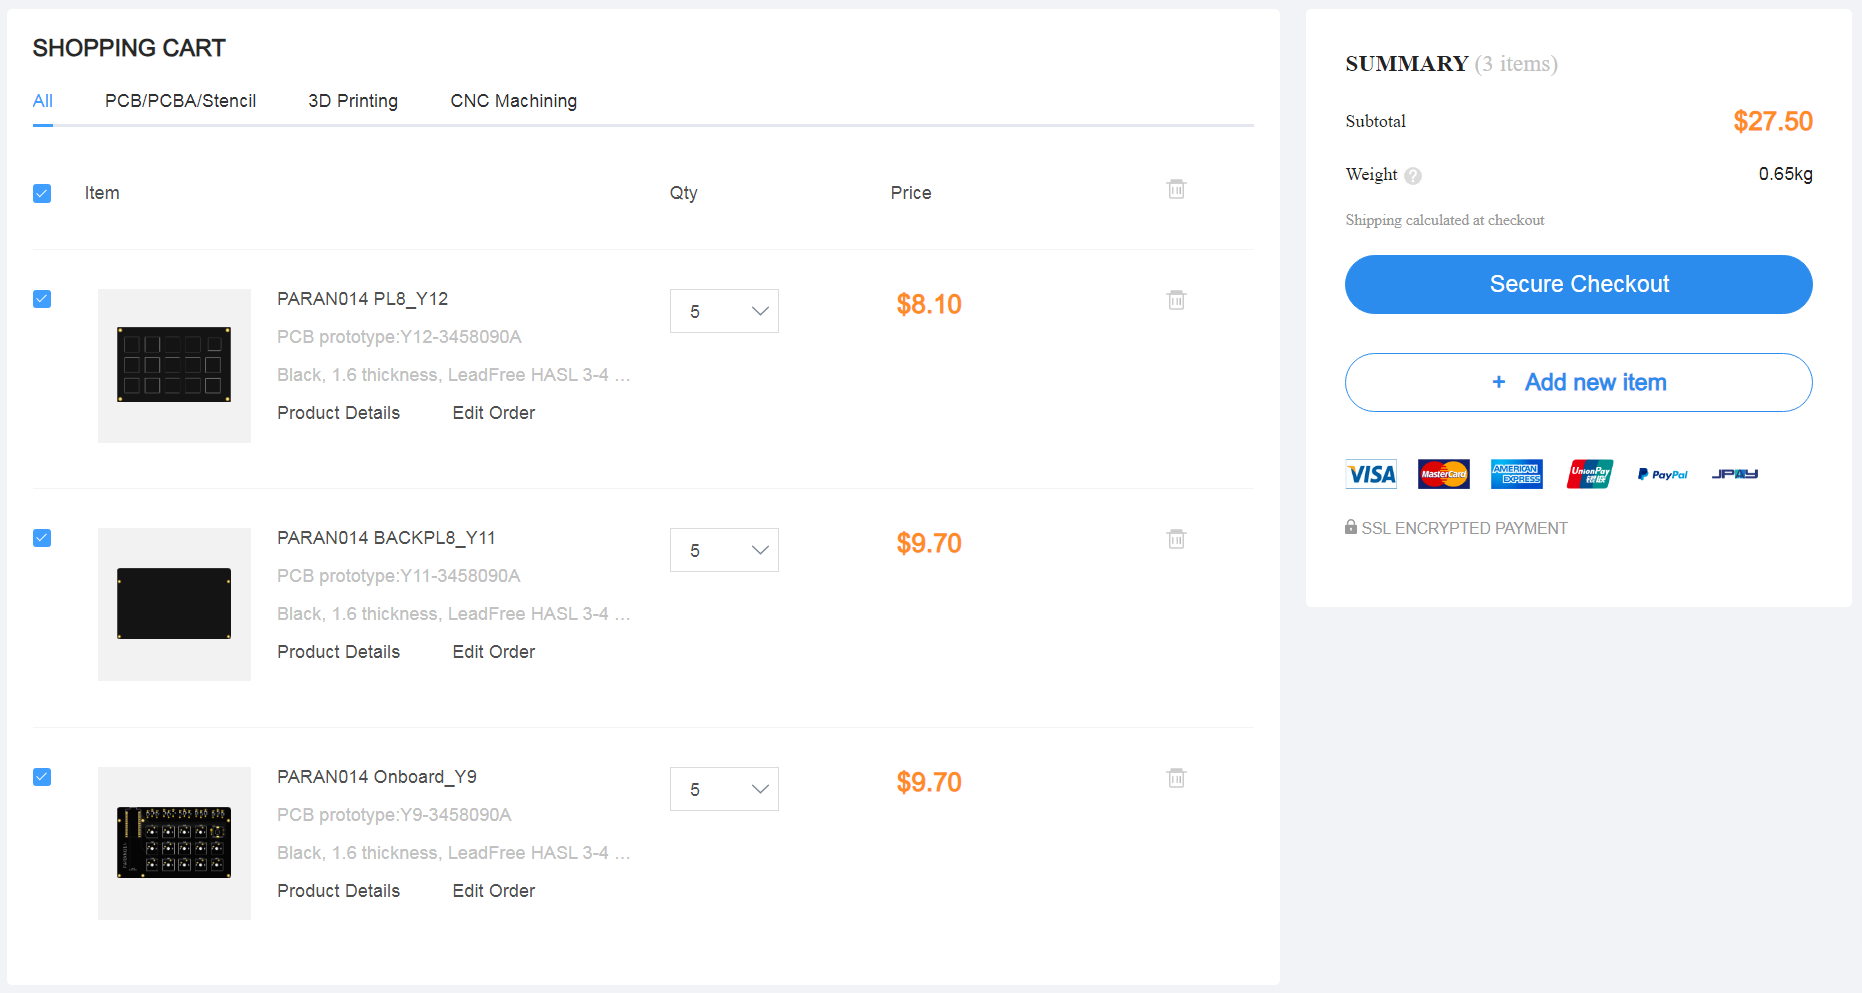 SHOPPING CART
All PCB/PCBA/Stencil 3D Printing CNC Machining
Item Qty Price
PARAN014 PL8_Y12
PCB prototype:Y12-3458090A
Black, 1.6 thickness, LeadFree HASL 3-4 ...
Product Details Edit Order
5
$8.10
PARAN014 BACKPL8_Y11
PCB prototype:Y11-3458090A
Black, 1.6 thickness, LeadFree HASL 3-4 ...
Product Details Edit Order
5
$9.70
PARAN014 Onboard_Y9
PCB prototype:Y9-3458090A
Black, 1.6 thickness, LeadFree HASL 3-4 ...
Product Details Edit Order
5
$9.70
SUMMARY (3 items)
Subtotal $27.50
Weight ? 0.65kg
Shipping calculated at checkout
Secure Checkout
+ Add new item
VISA MasterCard AMERICAN EXPRESS UnionPay 银联 PayPal JPAY
SSL ENCRYPTED PAYMENT